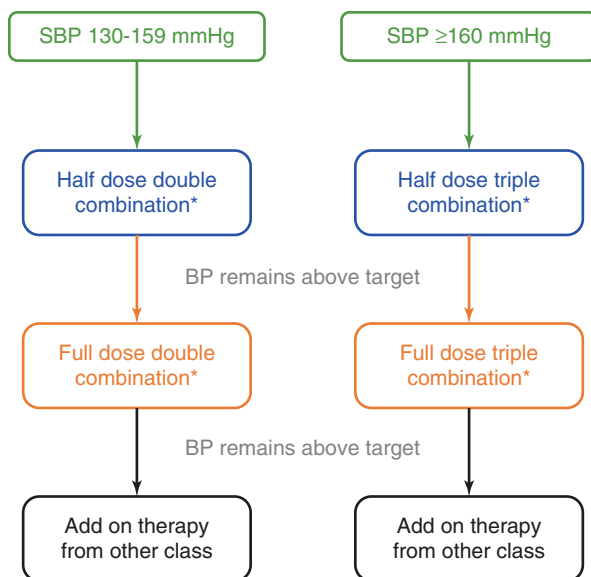 SBP 130-159 mmHg
SBP ≥160 mmHg
Half dose double
combination*
Half dose triple
combination*
BP remains above target
Full dose double
combination*
Full dose triple
combination*
BP remains above target
Add on therapy
from other class
Add on therapy
from other class